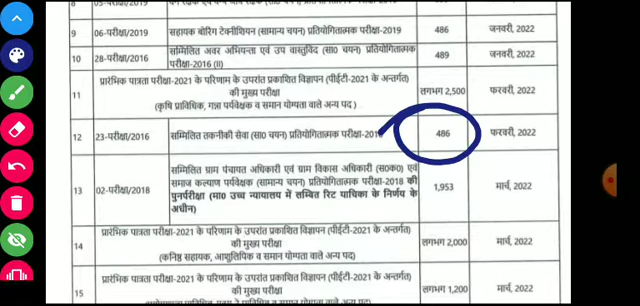 9 06-परीक्षा/2019 सहायक बोरिंग टेक्नीशियन (सामान्य चयन) प्रतियोगितात्मक परीक्षा-2019 486 जनवरी, 2022
10 28-परीक्षा/2016 सम्मिलित अवर अभियन्ता एवं उप वास्तुविद (सा0 चयन) प्रतियोगितात्मक 489 जनवरी, 2022
परीक्षा-2016 (II)
प्रारंभिक पात्रता परीक्षा-2021 के परिणाम के उपरांत प्रकाशित विज्ञापन (पीईटी-2021 के अन्तर्गत)
11 की मुख्य परीक्षा लगभग 2,500 फरवरी, 2022
(कृषि प्राविधिक, गन्ना पर्यवेक्षक व समान योग्यता वाले अन्य पद )
12 23-परीक्षा/2016 सम्मिलित तकनीकी सेवा (सा0 चयन) प्रतियोगितात्मक 486 फरवरी, 2022
सम्मिलित ग्राम पंचायत अधिकारी एवं ग्राम विकास अधिकारी (स0क0) एवं
13 02-परीक्षा/2018 समाज कल्याण पर्यवेक्षक (सामान्य चयन) प्रतियोगितात्मक परीक्षा-2018 की 1,953 मार्च, 2022
पुनर्परीक्षा (मा0 उच्च न्यायालय में लम्बित रिट याचिका के निर्णय के
अधीन)
प्रारंभिक पात्रता परीक्षा-2021 के परिणाम के उपरांत प्रकाशित विज्ञापन (पीईटी-2021 के अन्तर्गत)
14 की मुख्य परीक्षा लगभग 2,000 मार्च, 2022
(कनिष्ठ सहायक, आशुलिपिक व समान योग्यता वाले अन्य पद)
प्रारंभिक पात्रता परीक्षा-2021 के परिणाम के उपरांत प्रकाशित विज्ञापन (पीईटी-2021 के अन्तर्गत)
15 की मुख्य परीक्षा लगभग 1,200 मार्च, 2022